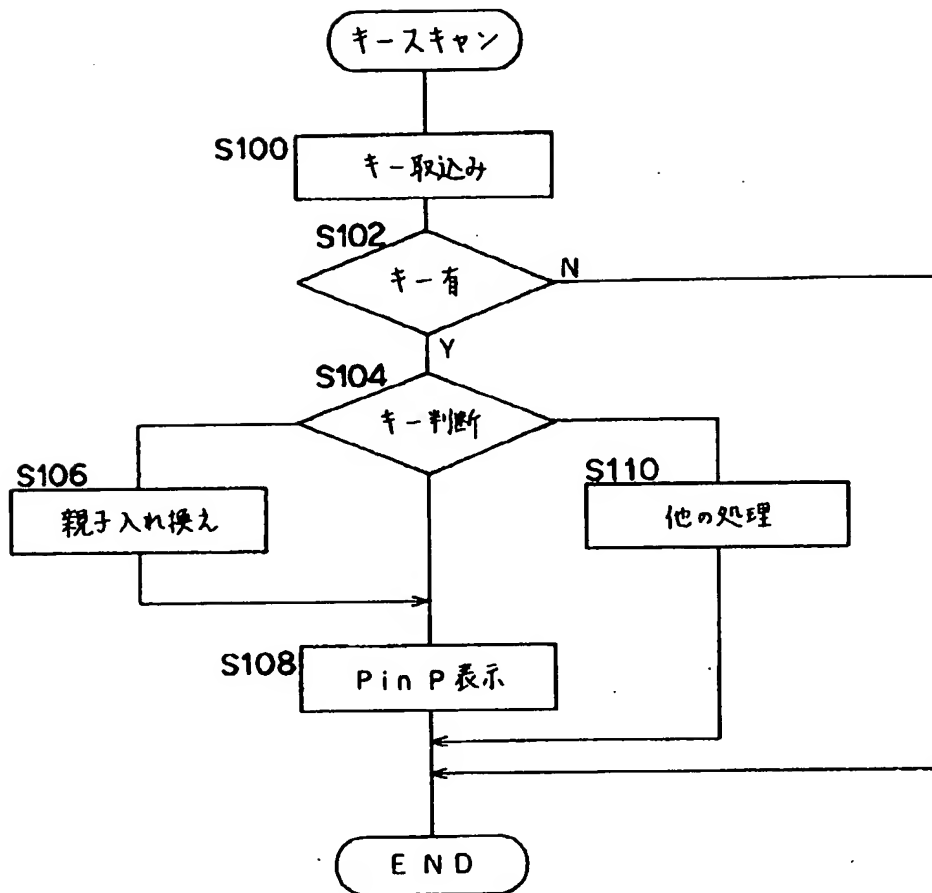 キースキャン
S100
キー取込み
S102
キー有
N
Y
S104
キー判断
S106
親子入れ換え
S110
他の処理
S108
PinP表示
END